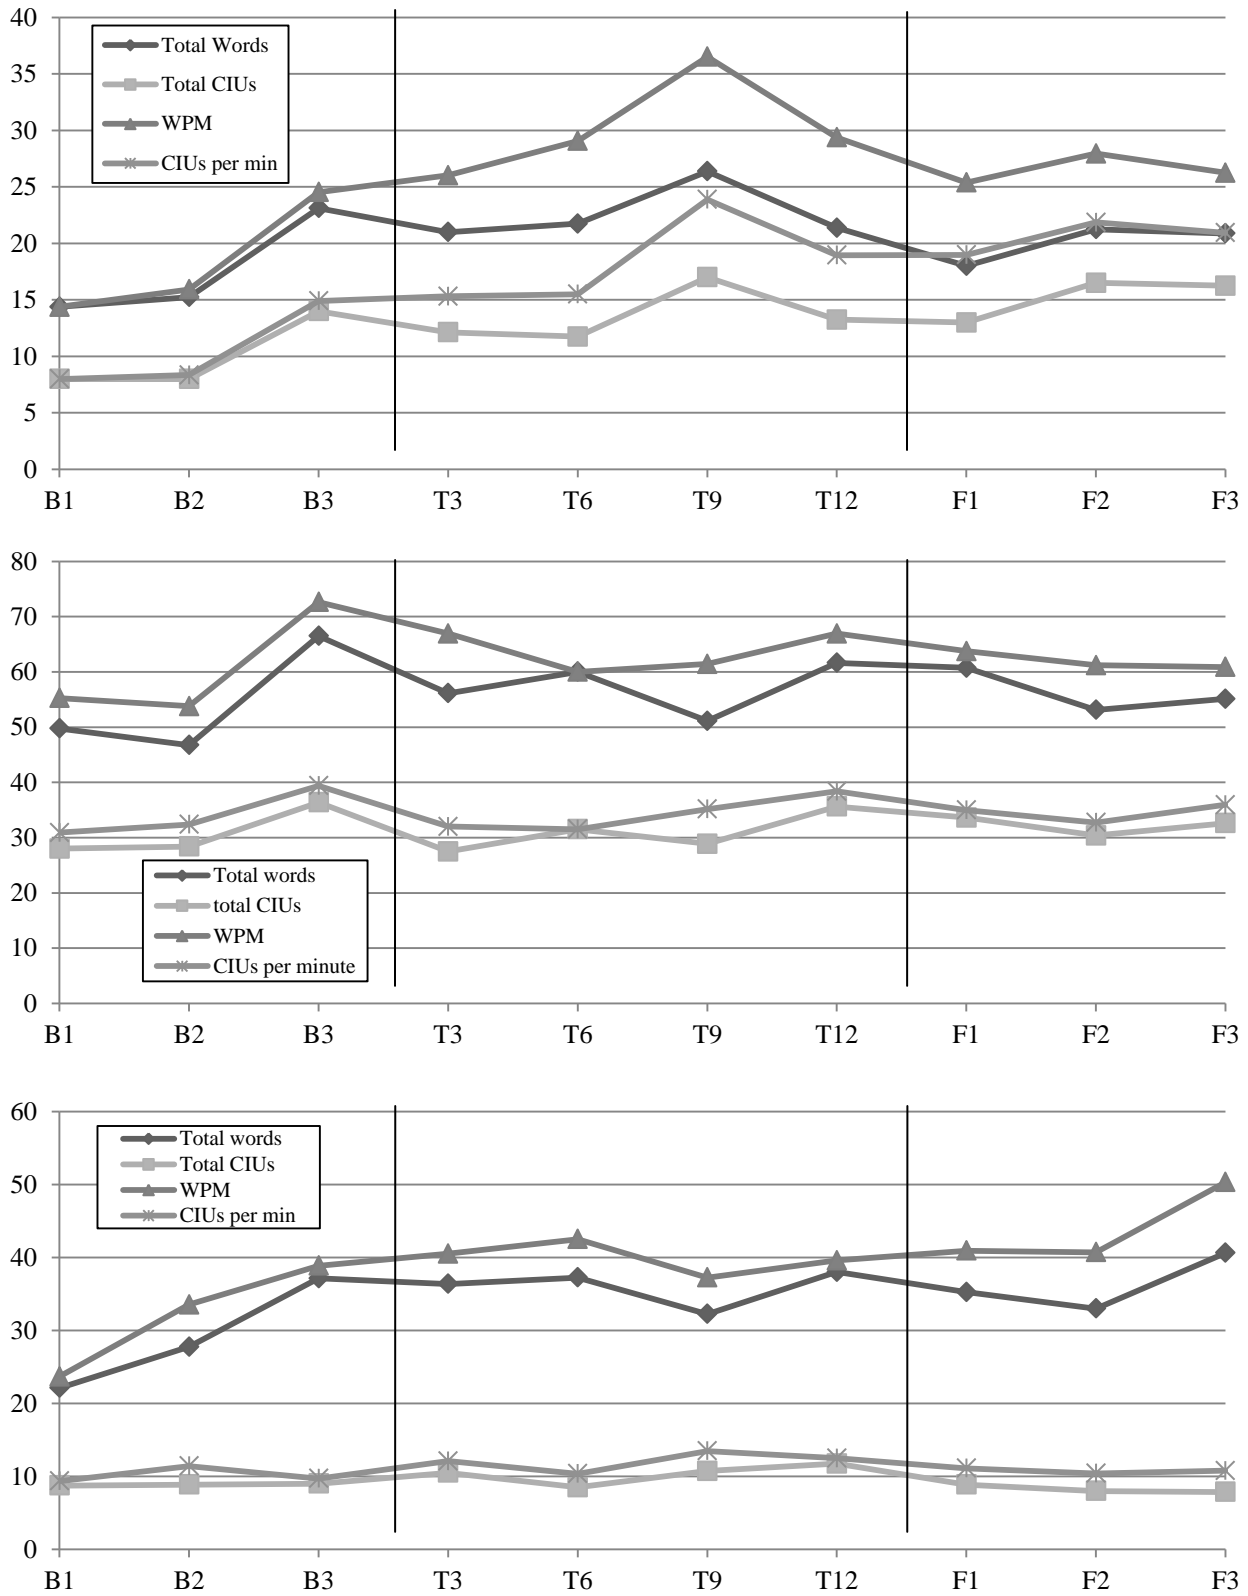 40
35
30
25
20
15
10
5
0
Total Words
Total CIUs
WPM
CIUs per min
B1 B2 B3 T3 T6 T9 T12 F1 F2 F3
80
70
60
50
40
30
20
10
0
Total words
total CIUs
WPM
CIUs per minute
B1 B2 B3 T3 T6 T9 T12 F1 F2 F3
60
50
40
30
20
10
0
Total words
Total CIUs
WPM
CIUs per min
B1 B2 B3 T3 T6 T9 T12 F1 F2 F3